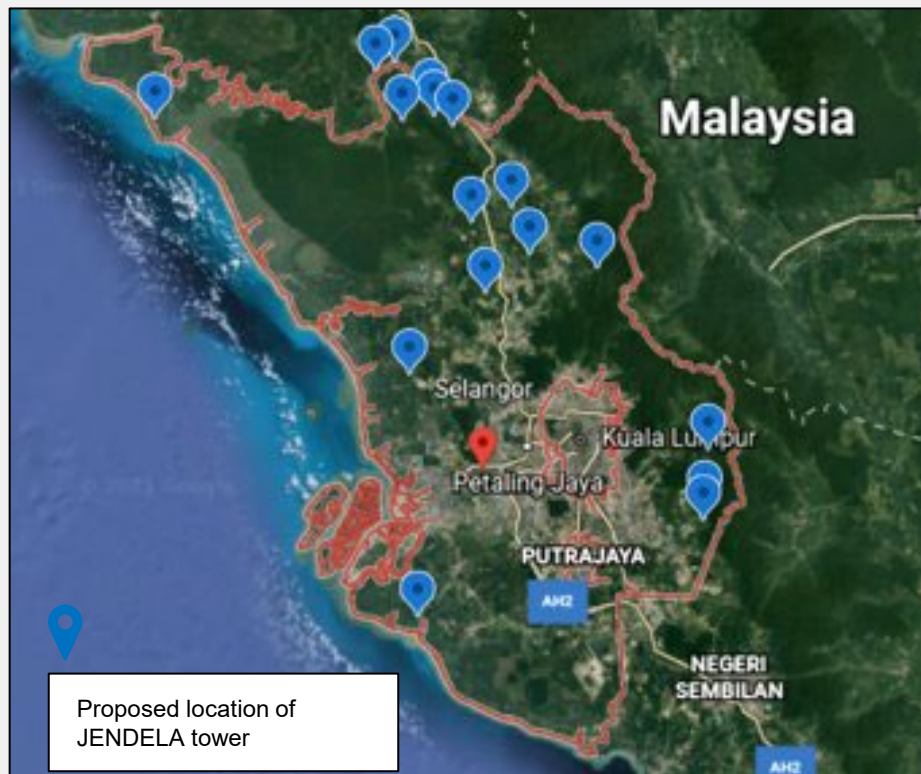 Malaysia
Selangor
Kuala Lumpur
Petaling Jaya
PUTRAJAYA
AH2
NEGERI
SEMBILAN
Proposed location of
JENDELA tower
AH2